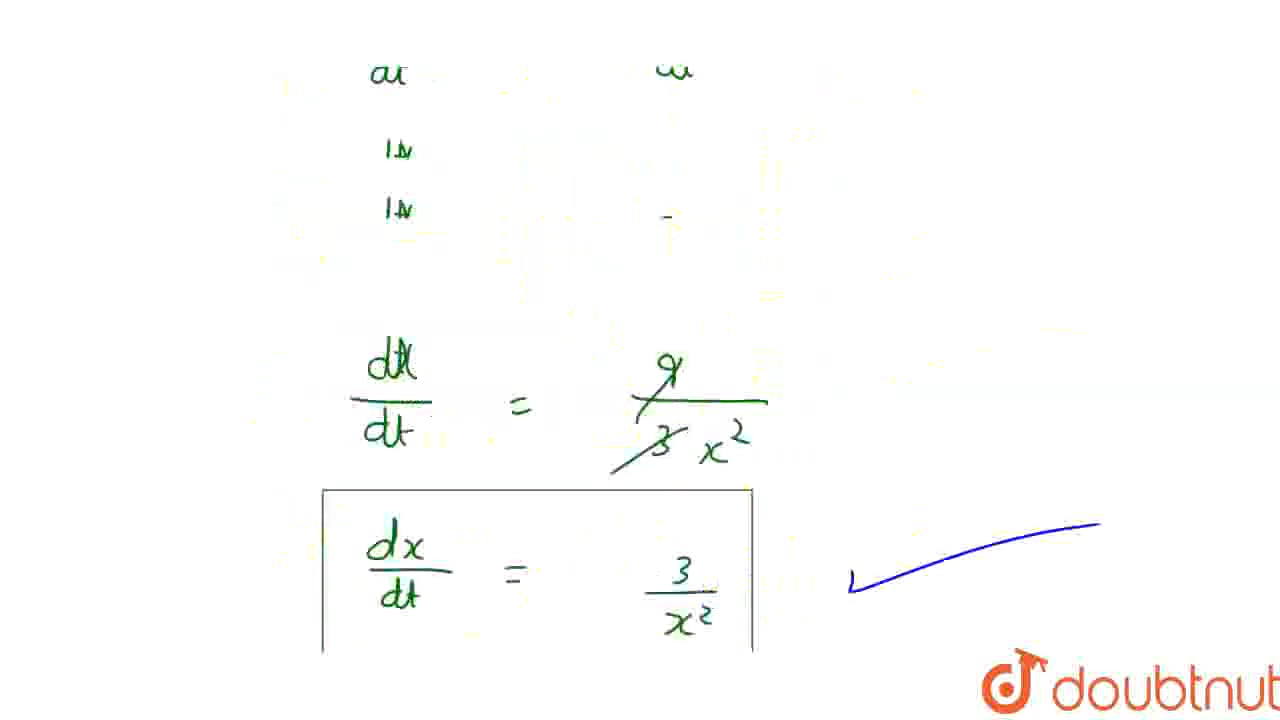 dx/dt = 9/3x²
dx/dt = 3/x²
doubtnut